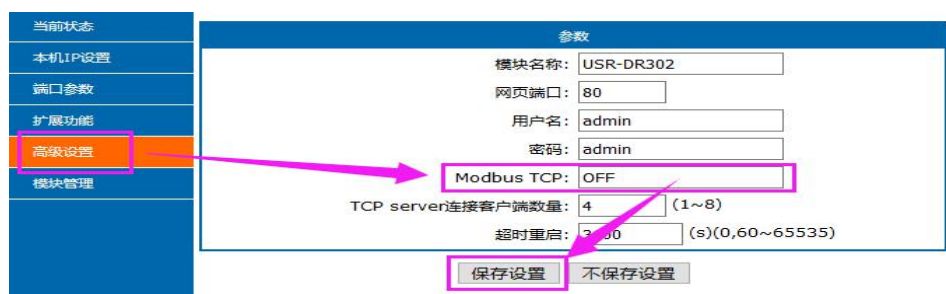 当前状态
本机IP设置
端口参数
扩展功能
高级设置
模块管理
参数
模块名称: USR-DR302
网页端口: 80
用户名: admin
密码: admin
Modbus TCP: OFF
TCP server连接客户端数量: 4 (1~8)
超时重启: (s)(0,60~65535)
保存设置 不保存设置